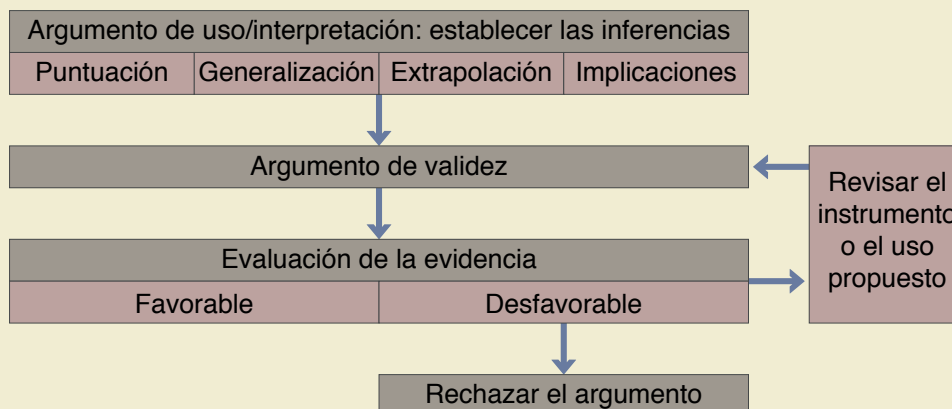 Argumento de uso/interpretación: establecer las inferencias
Puntuación Generalización Extrapolación Implicaciones
Argumento de validez
Revisar el
instrumento
o el uso
propuesto
Evaluación de la evidencia
Favorable Desfavorable
Rechazar el argumento